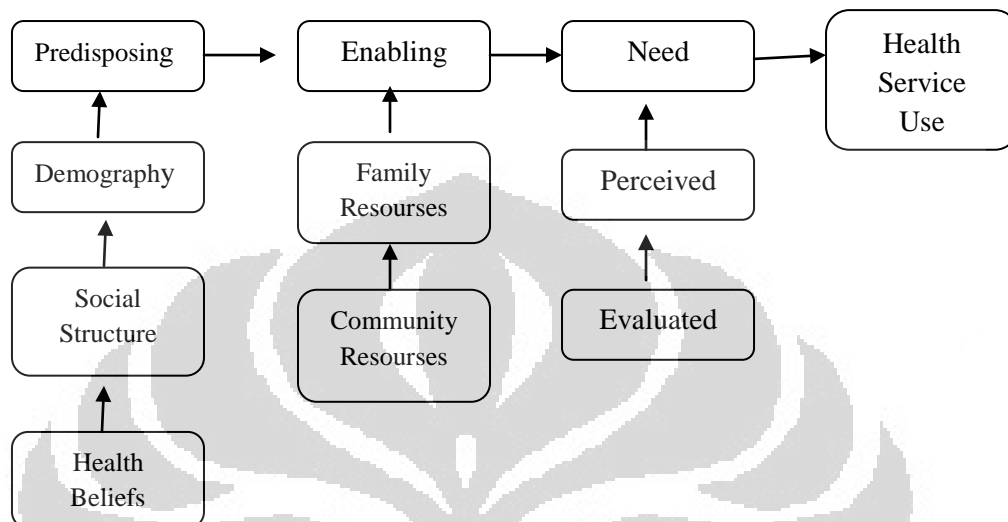 Predisposing
Enabling
Need
Health
Service
Use
Demography
Family
Resourses
Perceived
Social
Structure
Community
Resourses
Evaluated
Health
Beliefs